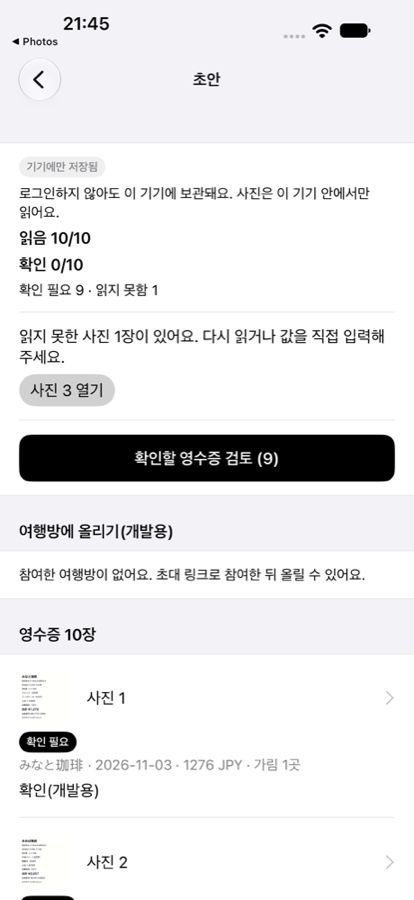 21:45
◀ Photos
초안
기기에만 저장됨
로그인하지 않아도 이 기기에 보관돼요. 사진은 이 기기 안에서만
읽어요.
읽음 10/10
확인 0/10
확인 필요 9 · 읽지 못함 1
읽지 못한 사진 1장이 있어요. 다시 읽거나 값을 직접 입력해
주세요.
사진 3 열기
확인할 영수증 검토 (9)
여행방에 올리기(개발용)
참여한 여행방이 없어요. 초대 링크로 참여한 뒤 올릴 수 있어요.
영수증 10장
사진 1
확인 필요
みなと珈琲 · 2026-11-03 · 1276 JPY · 가림 1곳
확인(개발용)
사진 2